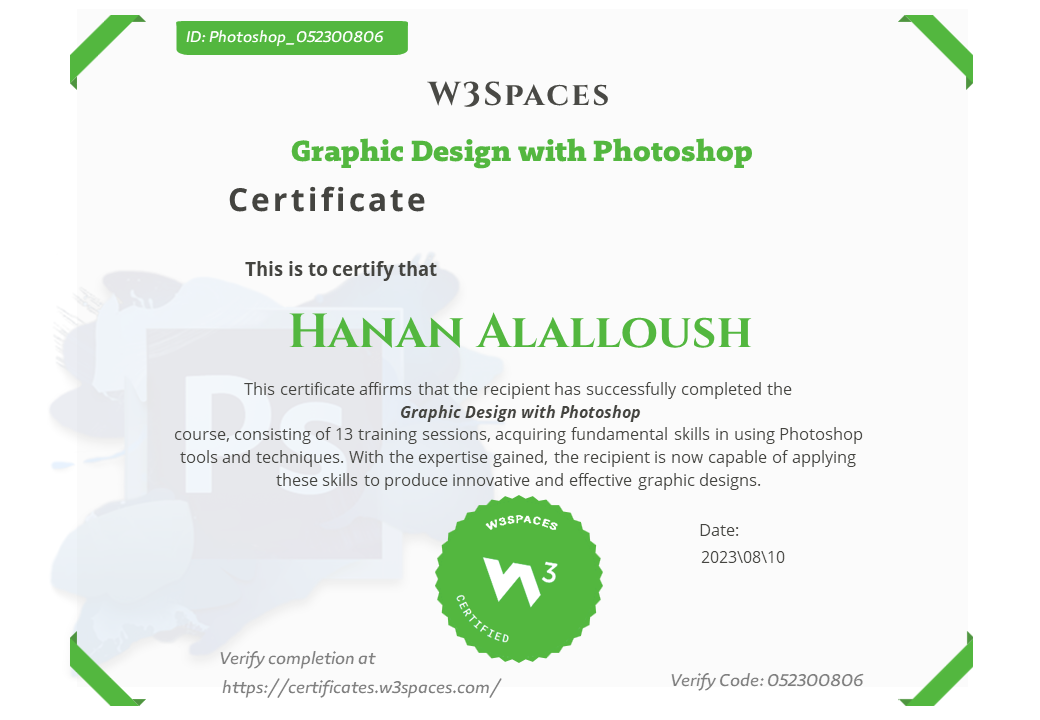 ID: Photoshop_052300806
W3Spaces
Graphic Design with Photoshop
Certificate
This is to certify that
Hanan Alalloush
This certificate affirms that the recipient has successfully completed the
Graphic Design with Photoshop
course, consisting of 13 training sessions, acquiring fundamental skills in using Photoshop
tools and techniques. With the expertise gained, the recipient is now capable of applying
these skills to produce innovative and effective graphic designs.
Ps
W3SPACES
W3
CERTIFIED
Date:
2023\08\10
Verify completion at
https://certificates.w3spaces.com/
Verify Code: 052300806